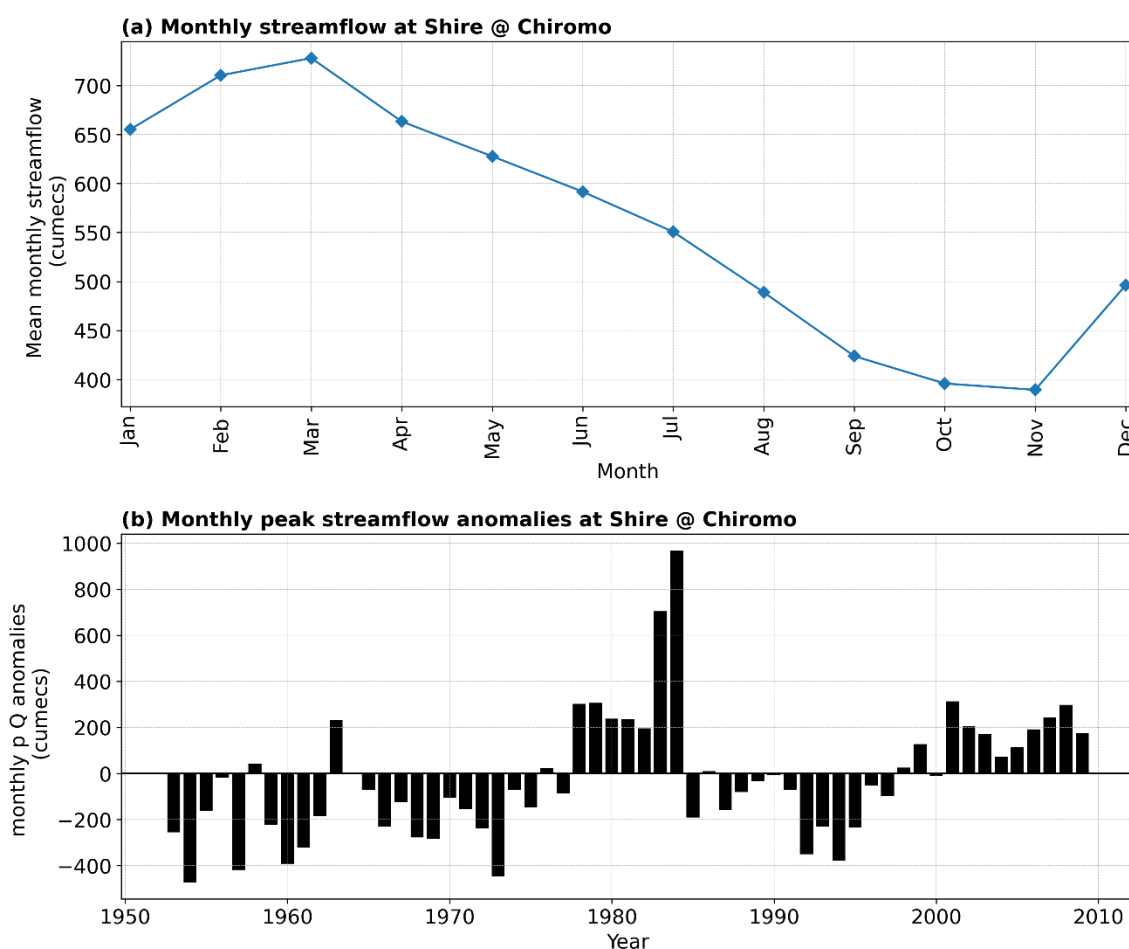 (a) Monthly streamflow at Shire @ Chiromo
Mean monthly streamflow
(cumecs)
700
650
600
550
500
450
400
Jan
Feb
Mar
Apr
May
Jun
Jul
Aug
Sep
Oct
Nov
Dec
Month
(b) Monthly peak streamflow anomalies at Shire @ Chiromo
monthly p Q anomalies
(cumecs)
1000
800
600
400
200
0
−200
−400
1950
1960
1970
1980
1990
2000
2010
Year